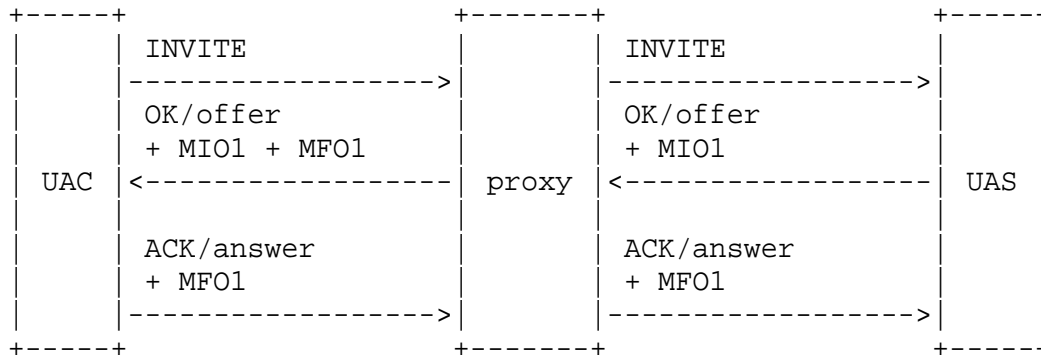 INVITE INVITE
OK/offer OK/offer
+ MIO1 + MFO1 + MIO1
UAC proxy UAS
ACK/answer ACK/answer
+ MFO1 + MFO1